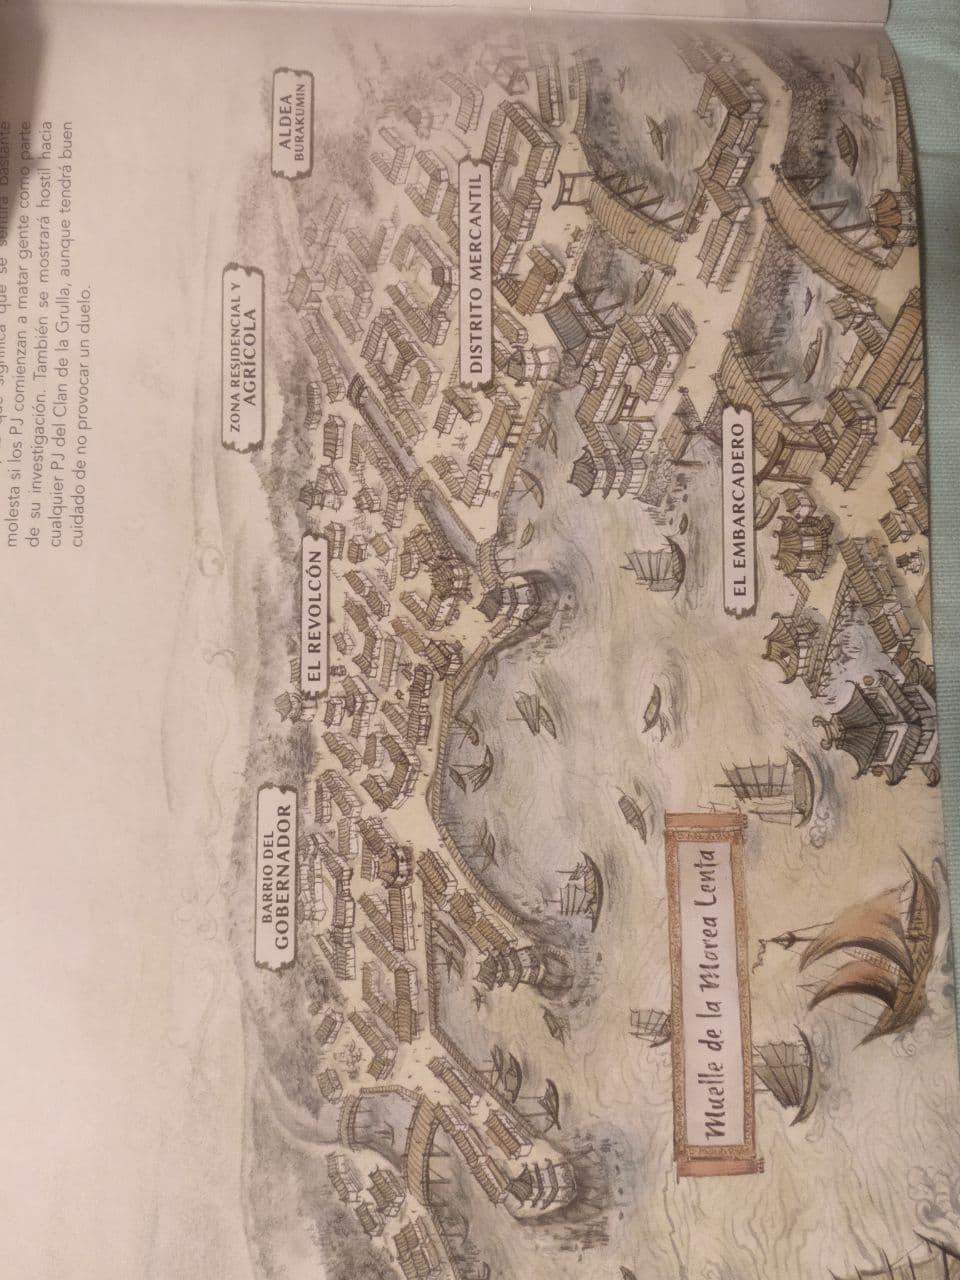 que significa que se sentirá bastante
molesta si los PJ comienzan a matar gente como parte
de su investigación. También se mostrará hostil hacia
cualquier PJ del Clan de la Grulla, aunque tendrá buen
cuidado de no provocar un duelo.
ZONA RESIDENCIAL Y
AGRÍCOLA
BARRIO DEL
GOBERNADOR
ALDEA
BURAKUMIN
EL REVOLCÓN
DISTRITO MERCANTIL
Muelle de la Marea Lenta
EL EMBARCADERO